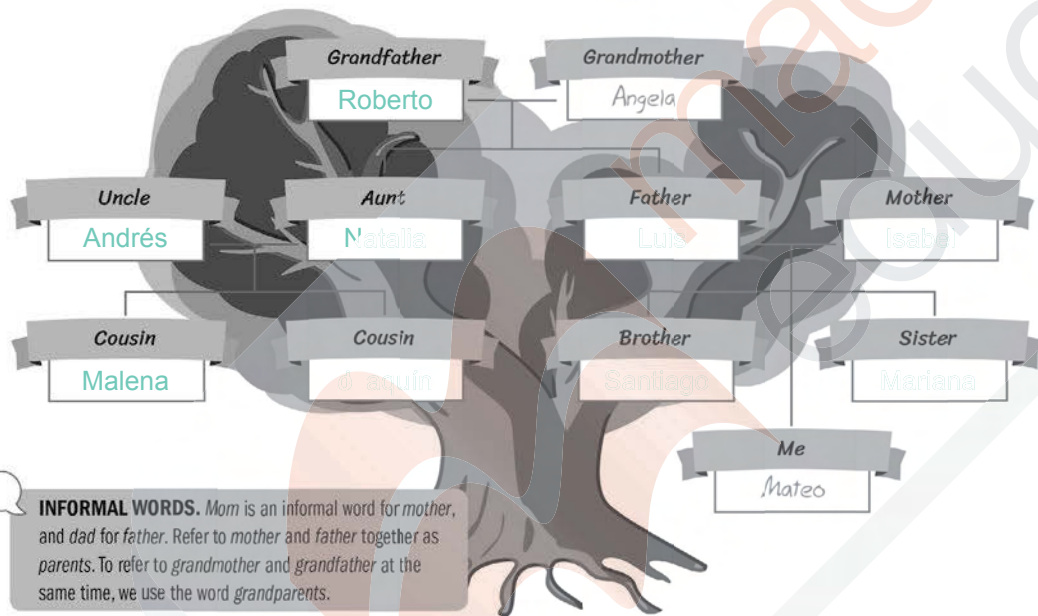 Grandfather
Grandmother
Roberto
Angela
Uncle
Aunt
Father
Mother
Andrés
Natalia
Luis
Isabel
Cousin
Cousin
Brother
Sister
Malena
Santiago
Mariana
Me
Mateo
INFORMAL WORDS. Mom is an informal word for mother,
and dad for father. Refer to mother and father together as
parents. To refer to grandmother and grandfather at the
same time, we use the word grandparents.